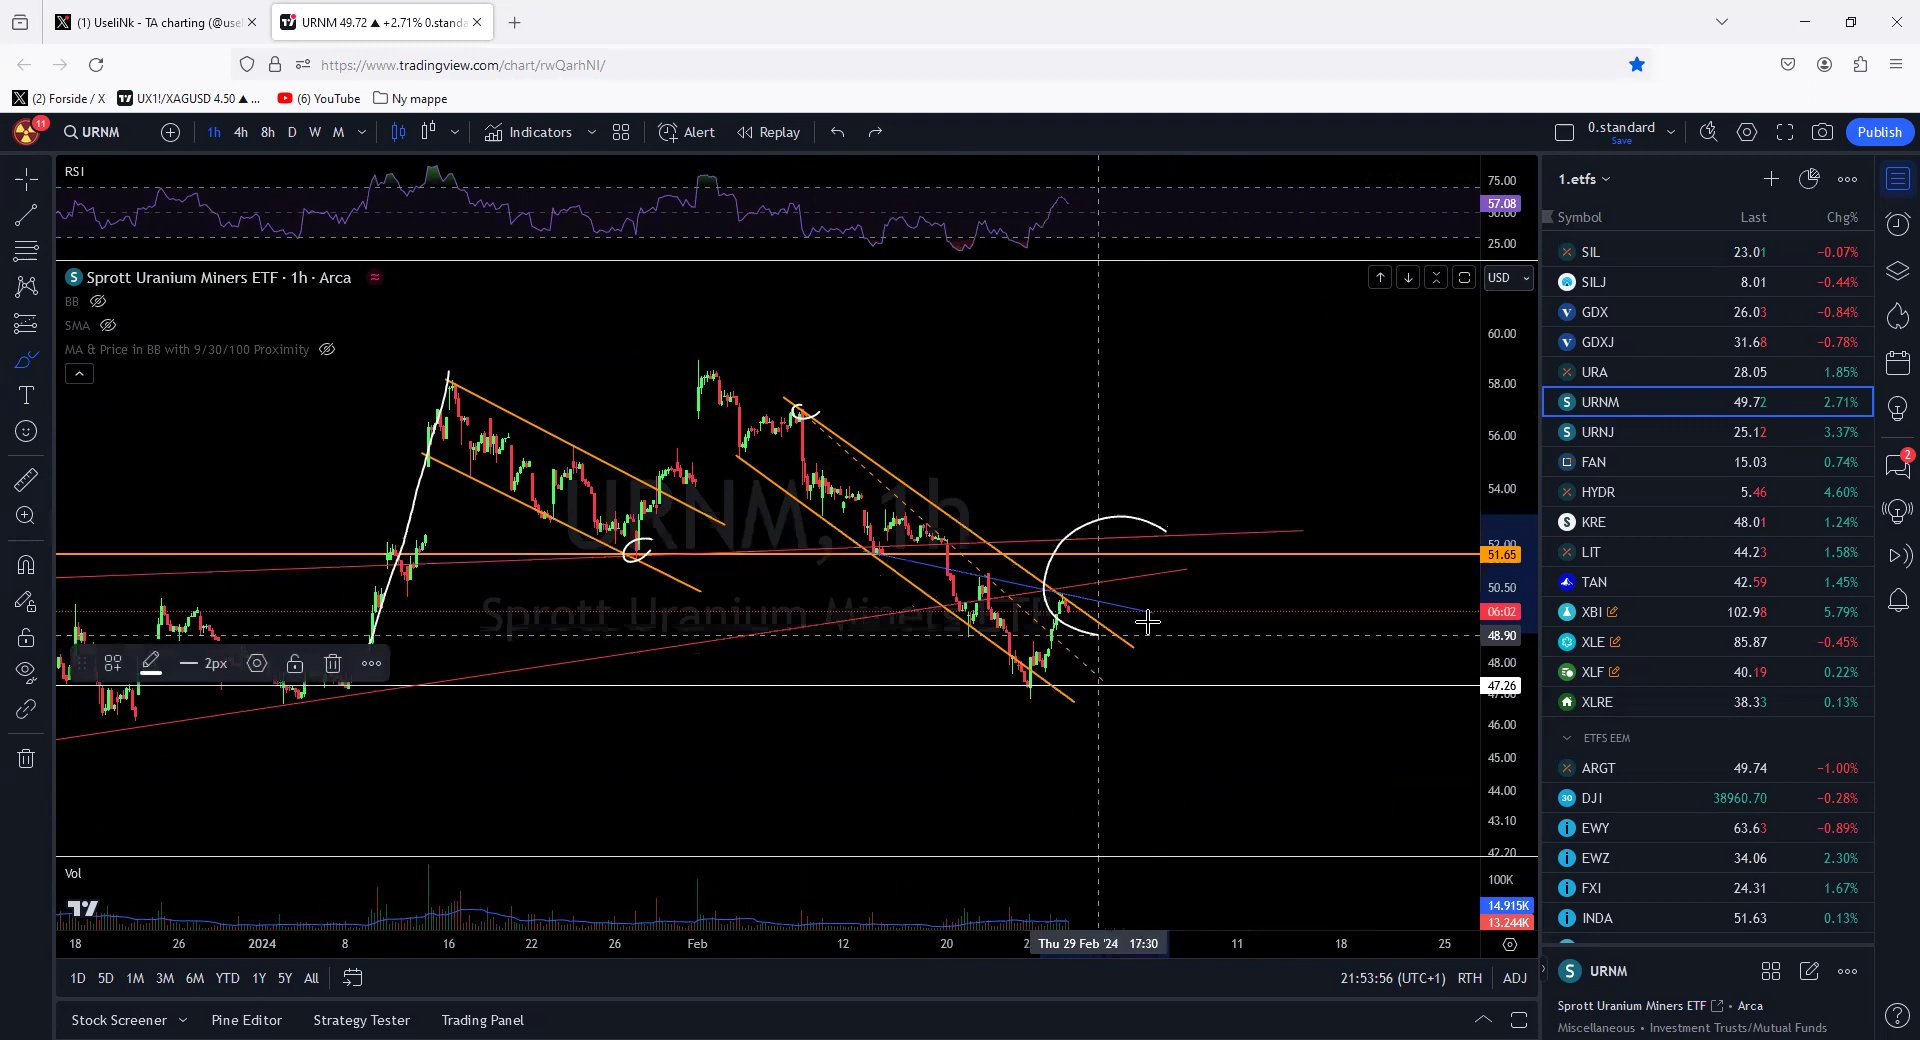 (1) UseliNk - TA charting (@use
URNM 49.72 ▲ +2.71% 0.standa
https://www.tradingview.com/chart/rwQarhNI/
(2) Forside / X
UX1!/XAGUSD 4.50 ▲ ...
(6) YouTube
Ny mappe
11
URNM
1h 4h 8h D W M
Indicators
Alert
Replay
0.standard
Save
Publish
RSI
75.00
57.08
50.00
25.00
Sprott Uranium Miners ETF · 1h · Arca
USD
BB
SMA
MA & Price in BB with 9/30/100 Proximity
URNM, 1h
Sprott Uranium Miners ETF
60.00
58.00
56.00
54.00
52.00
51.65
50.50
06:02
48.90
48.00
47.26
46.00
45.00
44.00
43.10
42.20
2px
Vol
100K
14.915K
13.244K
18 26 2024 8 16 22 26 Feb 12 20 Thu 29 Feb '24 17:30 11 18 25
1D 5D 1M 3M 6M YTD 1Y 5Y All
21:53:56 (UTC+1) RTH ADJ
Stock Screener Pine Editor Strategy Tester Trading Panel
1.etfs
Symbol Last Chg%
SIL 23.01 −0.07%
SILJ 8.01 −0.44%
GDX 26.03 −0.84%
GDXJ 31.68 −0.78%
URA 28.05 1.85%
URNM 49.72 2.71%
URNJ 25.12 3.37%
FAN 15.03 0.74%
HYDR 5.46 4.60%
KRE 48.01 1.24%
LIT 44.23 1.58%
TAN 42.59 1.45%
XBI 102.98 5.79%
XLE 85.87 −0.45%
XLF 40.19 0.22%
XLRE 38.33 0.13%
ETFS EEM
ARGT 49.74 −1.00%
DJI 38960.70 −0.28%
EWY 63.63 −0.89%
EWZ 34.06 2.30%
FXI 24.31 1.67%
INDA 51.63 0.13%
URNM
Sprott Uranium Miners ETF · Arca
Miscellaneous · Investment Trusts/Mutual Funds
2